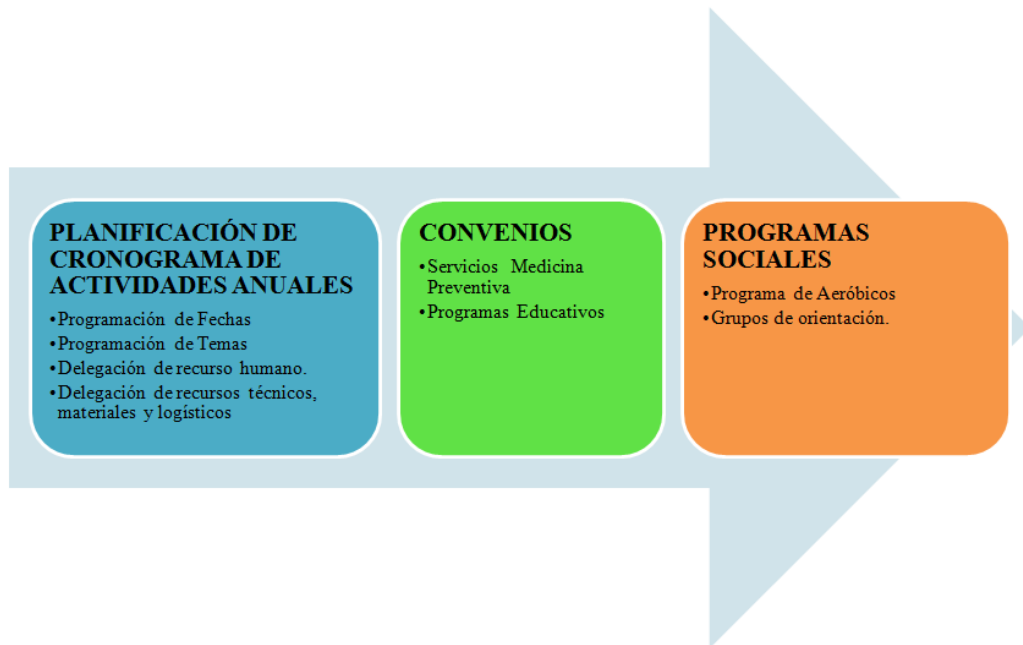 PLANIFICACIÓN DE
CRONOGRAMA DE
ACTIVIDADES ANUALES
•Programación de Fechas
•Programación de Temas
•Delegación de recurso humano.
•Delegación de recursos técnicos,
materiales y logísticos
CONVENIOS
•Servicios Medicina
Preventiva
•Programas Educativos
PROGRAMAS
SOCIALES
•Programa de Aeróbicos
•Grupos de orientación.